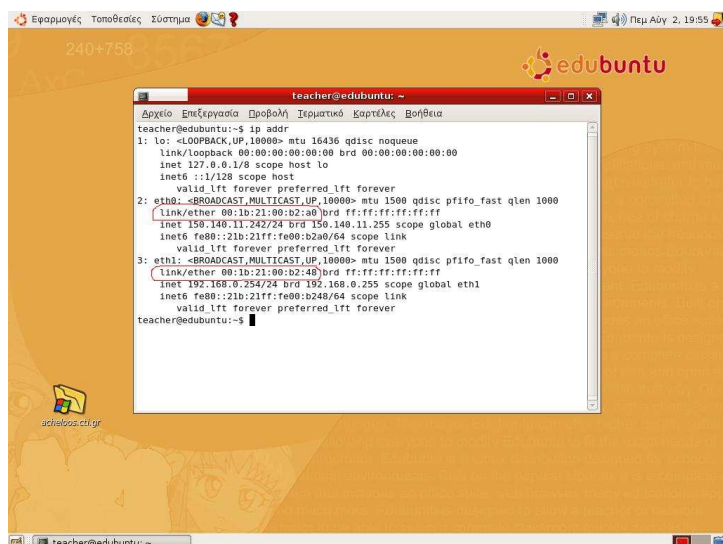 Εφαρμογές Τοποθεσίες Σύστημα
Πεμ Αύγ 2, 19:55
240+758
edubuntu
teacher@edubuntu: ~
Αρχείο Επεξεργασία Προβολή Τερματικό Καρτέλες Βοήθεια
teacher@edubuntu:~$ ip addr
1: lo: <LOOPBACK,UP,10000> mtu 16436 qdisc noqueue
link/loopback 00:00:00:00:00:00 brd 00:00:00:00:00:00
inet 127.0.0.1/8 scope host lo
inet6 ::1/128 scope host
valid_lft forever preferred_lft forever
2: eth0: <BROADCAST,MULTICAST,UP,10000> mtu 1500 qdisc pfifo_fast qlen 1000
link/ether 00:1b:21:00:b2:a0 brd ff:ff:ff:ff:ff:ff
inet 150.140.11.242/24 brd 150.140.11.255 scope global eth0
inet6 fe80::21b:21ff:fe00:b2a0/64 scope link
valid_lft forever preferred_lft forever
3: eth1: <BROADCAST,MULTICAST,UP,10000> mtu 1500 qdisc pfifo_fast qlen 1000
link/ether 00:1b:21:00:b2:48 brd ff:ff:ff:ff:ff:ff
inet 192.168.0.254/24 brd 192.168.0.255 scope global eth1
inet6 fe80::21b:21ff:fe00:b248/64 scope link
valid_lft forever preferred_lft forever
teacher@edubuntu:~$
acheloos.cti.gr
teacher@edubuntu: ~